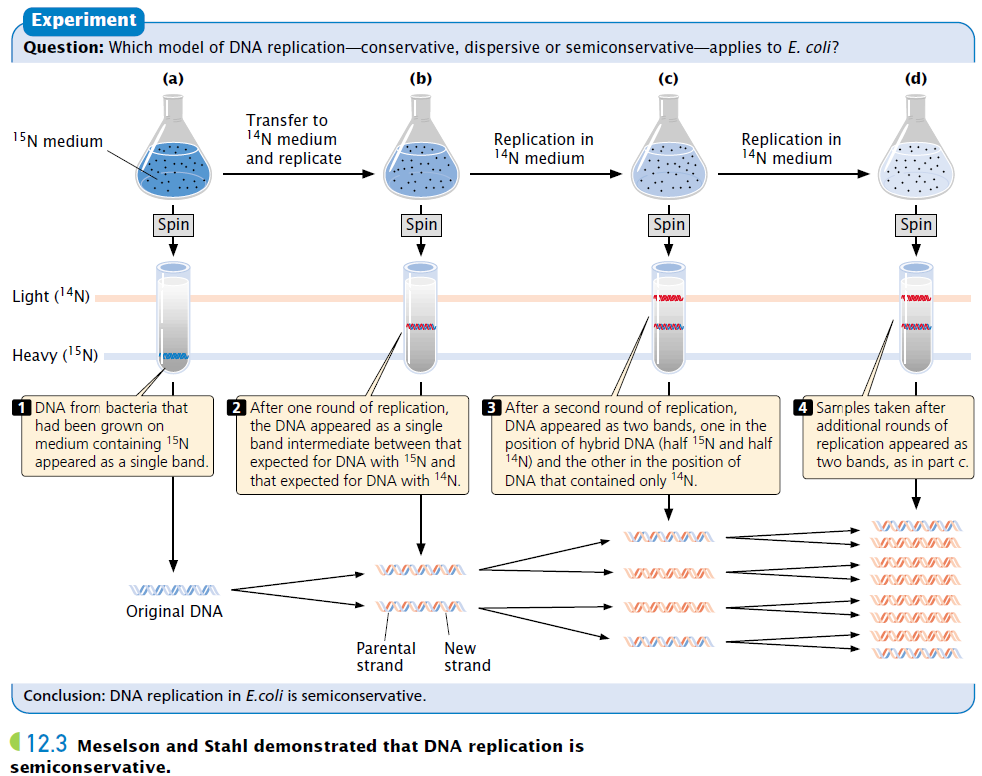 Experiment
Question: Which model of DNA replication—conservative, dispersive or semiconservative—applies to E. coli?
(a)
(b)
(c)
(d)
¹⁵N medium
Transfer to
¹⁴N medium
and replicate
Replication in
¹⁴N medium
Replication in
¹⁴N medium
Spin
Spin
Spin
Spin
Light (¹⁴N)
Heavy (¹⁵N)
1 DNA from bacteria that
had been grown on
medium containing ¹⁵N
appeared as a single band.
2 After one round of replication,
the DNA appeared as a single
band intermediate between that
expected for DNA with ¹⁵N and
that expected for DNA with ¹⁴N.
3 After a second round of replication,
DNA appeared as two bands, one in the
position of hybrid DNA (half ¹⁵N and half
¹⁴N) and the other in the position of
DNA that contained only ¹⁴N.
4 Samples taken after
additional rounds of
replication appeared as
two bands, as in part c.
Original DNA
Parental
strand
New
strand
Conclusion: DNA replication in E.coli is semiconservative.
12.3 Meselson and Stahl demonstrated that DNA replication is
semiconservative.